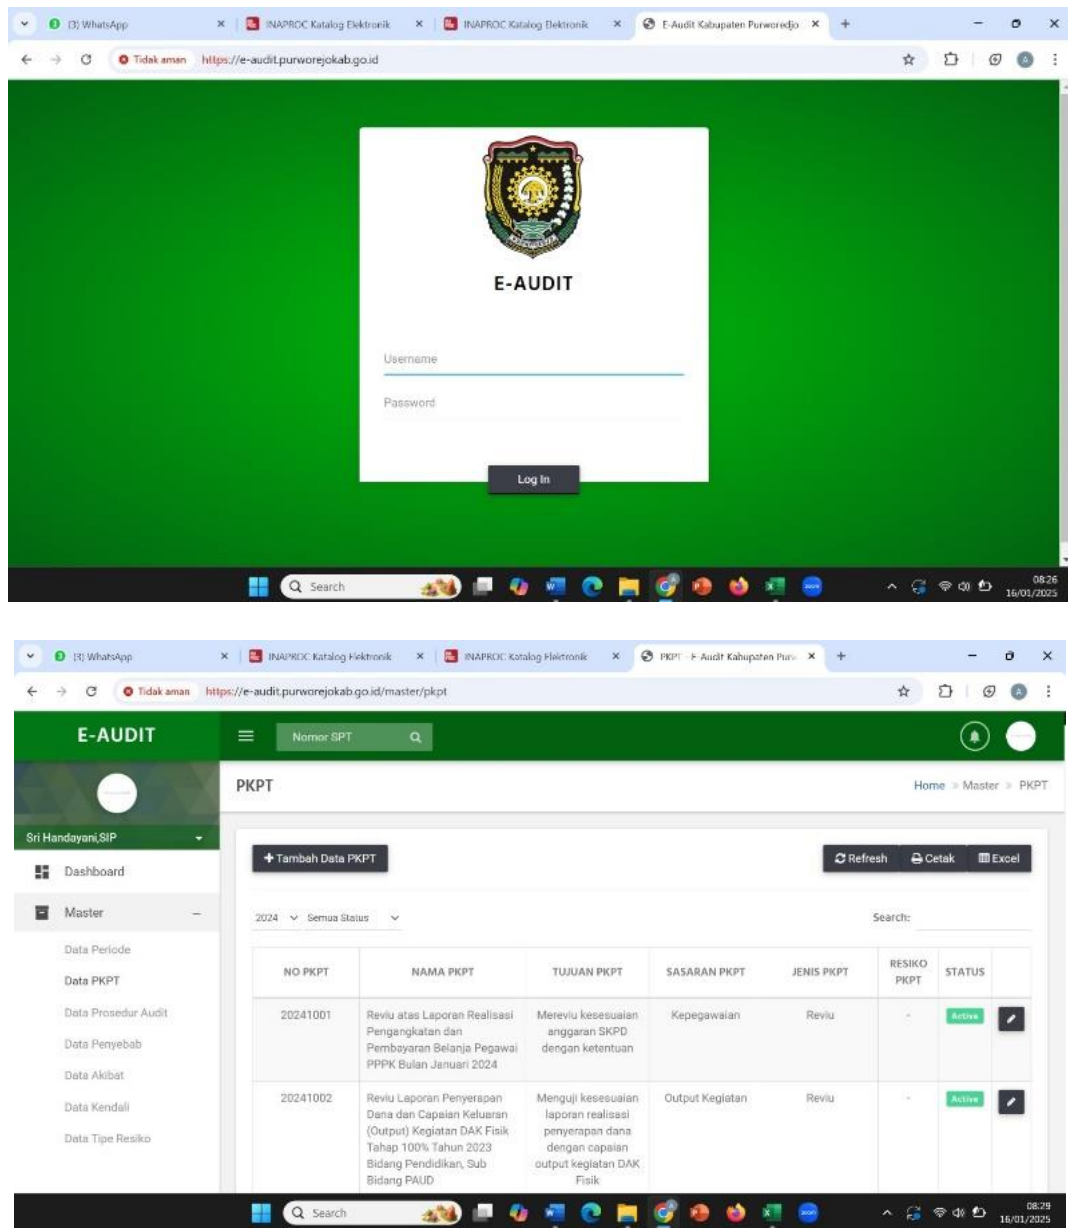 (3) WhatsApp
INAPROC Katalog Elektronik
INAPROC Katalog Elektronik
E-Audit Kabupaten Purworedjo
Tidak aman
https://e-audit.purworejokab.go.id
A
E-AUDIT
Username
Password
Log In
Search
08:26
16/01/2025
(3) WhatsApp
INAPROC Katalog Elektronik
INAPROC Katalog Elektronik
PKPT - E-Audit Kabupaten Purw
Tidak aman
https://e-audit.purworejokab.go.id/master/pkpt
A
E-AUDIT
Nomor SPT
PKPT
Home » Master » PKPT
Sri Handayani,SIP
Dashboard
Master
Data Periode
Data PKPT
Data Prosedur Audit
Data Penyebab
Data Akibat
Data Kendali
Data Tipe Resiko
+ Tambah Data PKPT
Refresh Cetak Excel
2024 Semua Status
Search:
NO PKPT NAMA PKPT TUJUAN PKPT SASARAN PKPT JENIS PKPT RESIKO PKPT STATUS
20241001
Reviu atas Laporan Realisasi
Pengangkatan dan
Pembayaran Belanja Pegawai
PPPK Bulan Januari 2024
Mereviu kesesuaian
anggaran SKPD
dengan ketentuan
Kepegawaian
Reviu
-
Active
20241002
Reviu Laporan Penyerapan
Dana dan Capaian Keluaran
(Output) Kegiatan DAK Fisik
Tahap 100% Tahun 2023
Bidang Pendidikan, Sub
Bidang PAUD
Menguji kesesuaian
laporan realisasi
penyerapan dana
dengan capaian
output kegiatan DAK
Fisik
Output Kegiatan
Reviu
-
Active
Search
08:29
16/01/2025